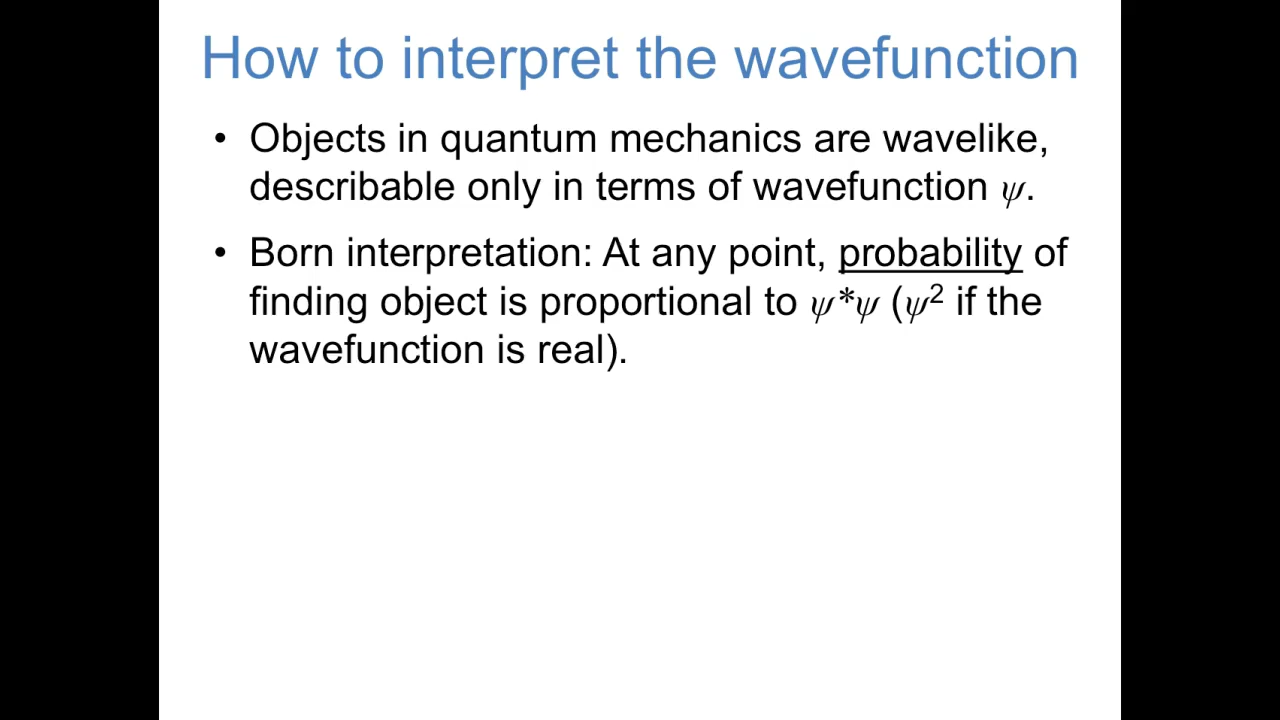 How to interpret the wavefunction
• Objects in quantum mechanics are wavelike,
describable only in terms of wavefunction ψ.
• Born interpretation: At any point, probability of
finding object is proportional to ψ*ψ (ψ² if the
wavefunction is real).